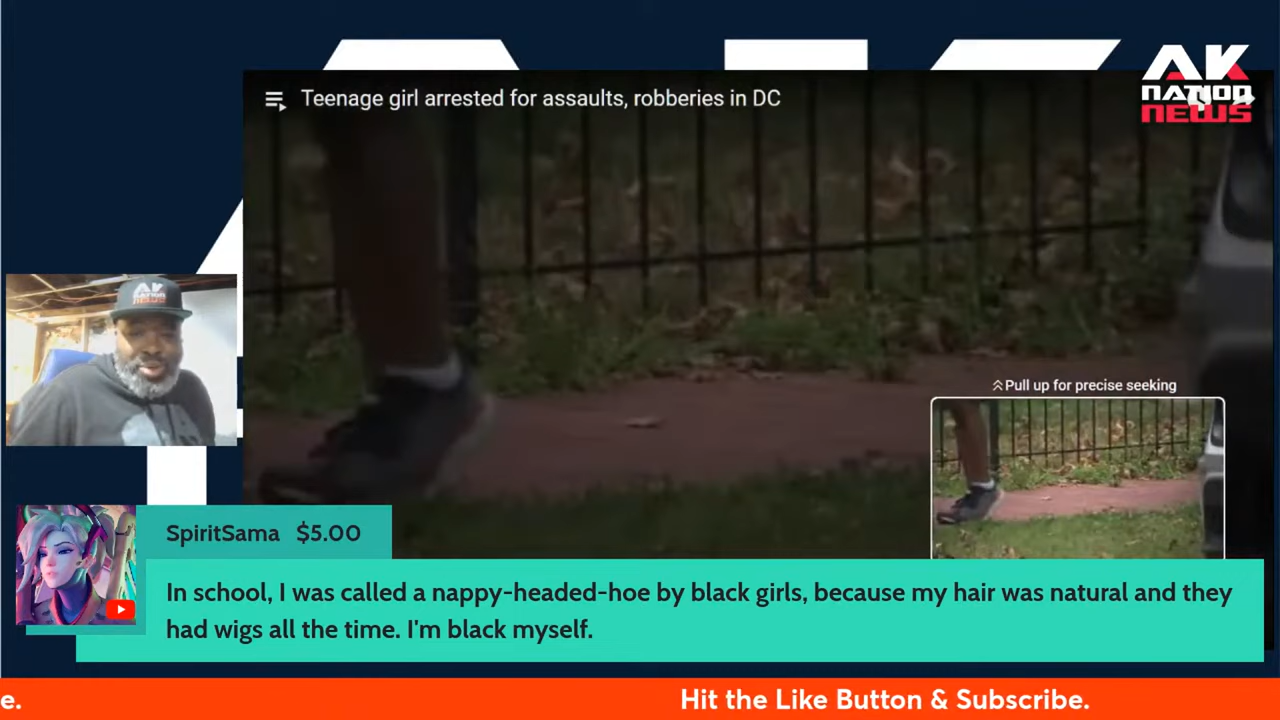 Teenage girl arrested for assaults, robberies in DC
AK
NATION
NEWS
AK
NATION
NEWS
Pull up for precise seeking
SpiritSama $5.00
In school, I was called a nappy-headed-hoe by black girls, because my hair was natural and they
had wigs all the time. I'm black myself.
e.
Hit the Like Button & Subscribe.